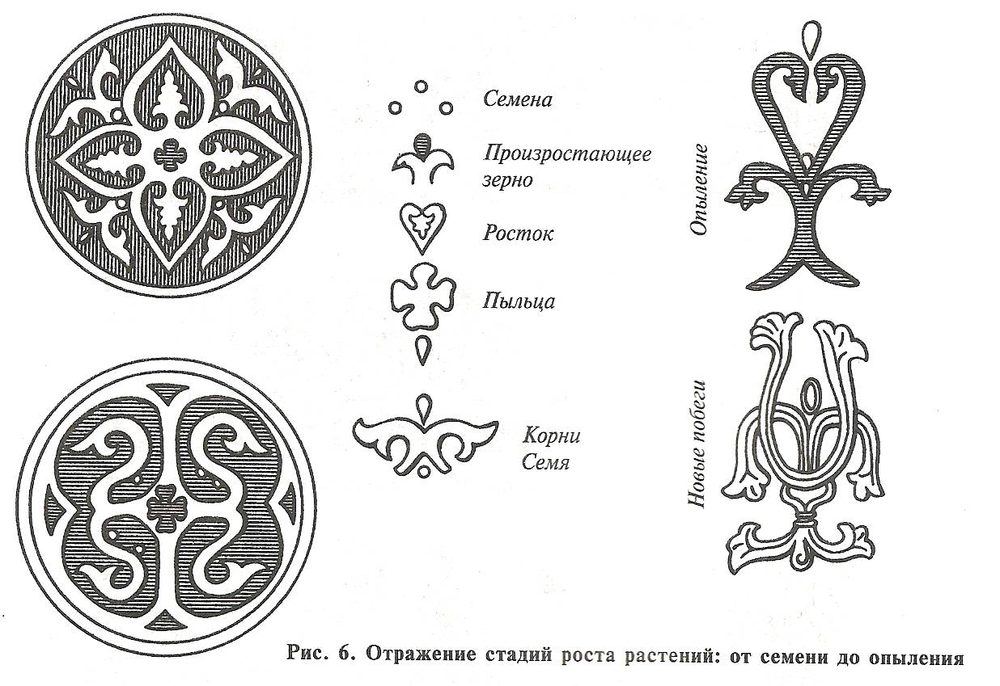 Семена
Произростающее
зерно
Росток
Пыльца
Корни
Семя
Опыление
Новые побеги
Рис. 6. Отражение стадий роста растений: от семени до опыления